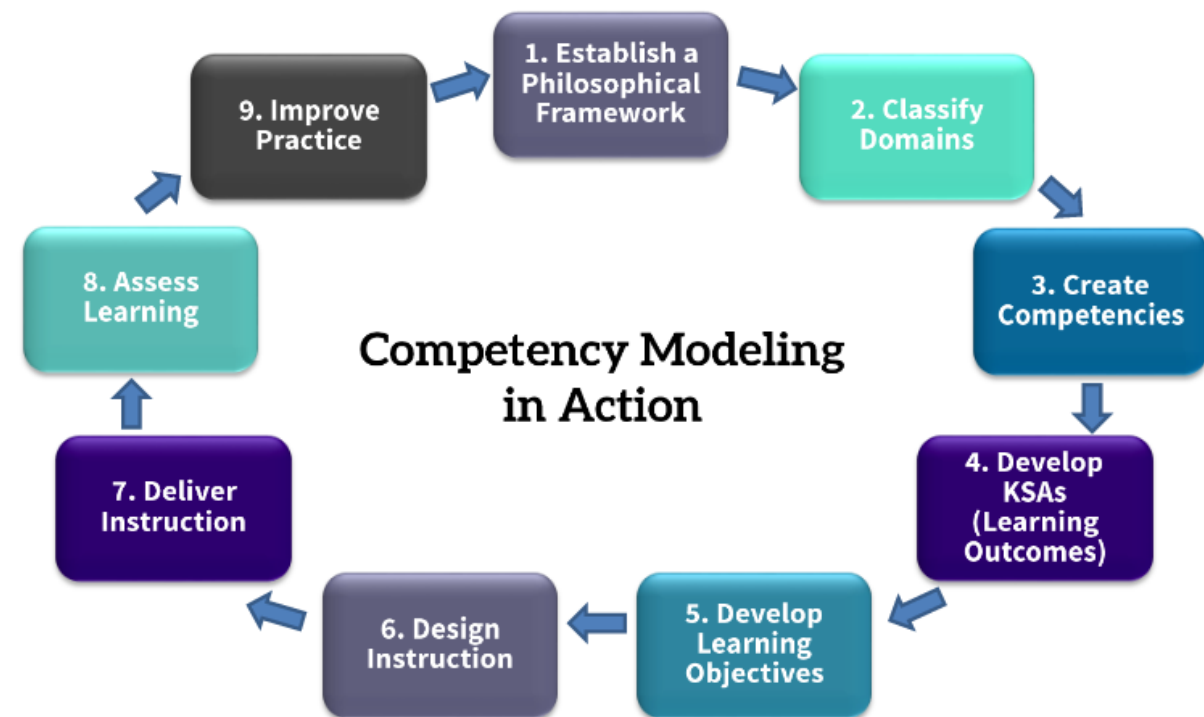 1. Establish a
Philosophical
Framework
2. Classify
Domains
3. Create
Competencies
4. Develop
KSAs
(Learning
Outcomes)
5. Develop
Learning
Objectives
6. Design
Instruction
7. Deliver
Instruction
8. Assess
Learning
9. Improve
Practice
Competency Modeling
in Action